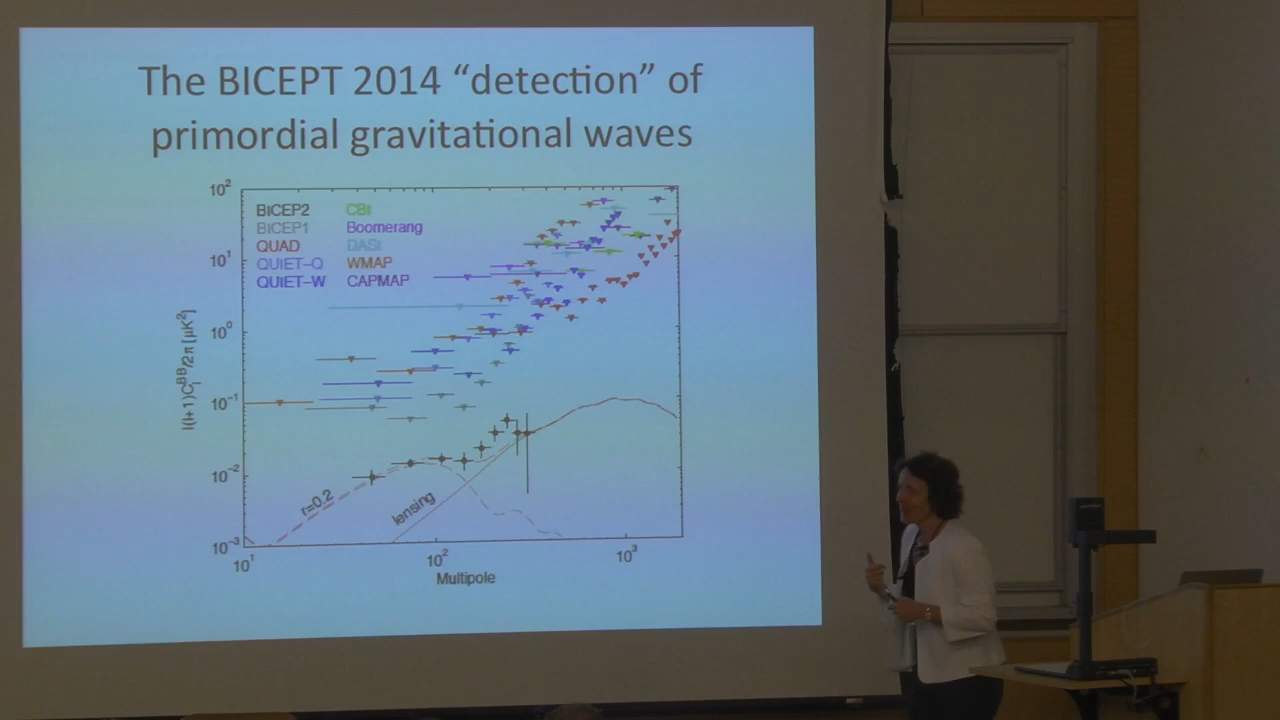 The BICEPT 2014 “detection” of
primordial gravitational waves
BICEP2 CBI
BICEP1 Boomerang
QUAD DASI
QUIET-Q WMAP
QUIET-W CAPMAP
l(l+1)C_l^BB/2π [μK²]
10²
10¹
10⁰
10⁻¹
10⁻²
10⁻³
r=0.2
lensing
10¹ 10² 10³
Multipole